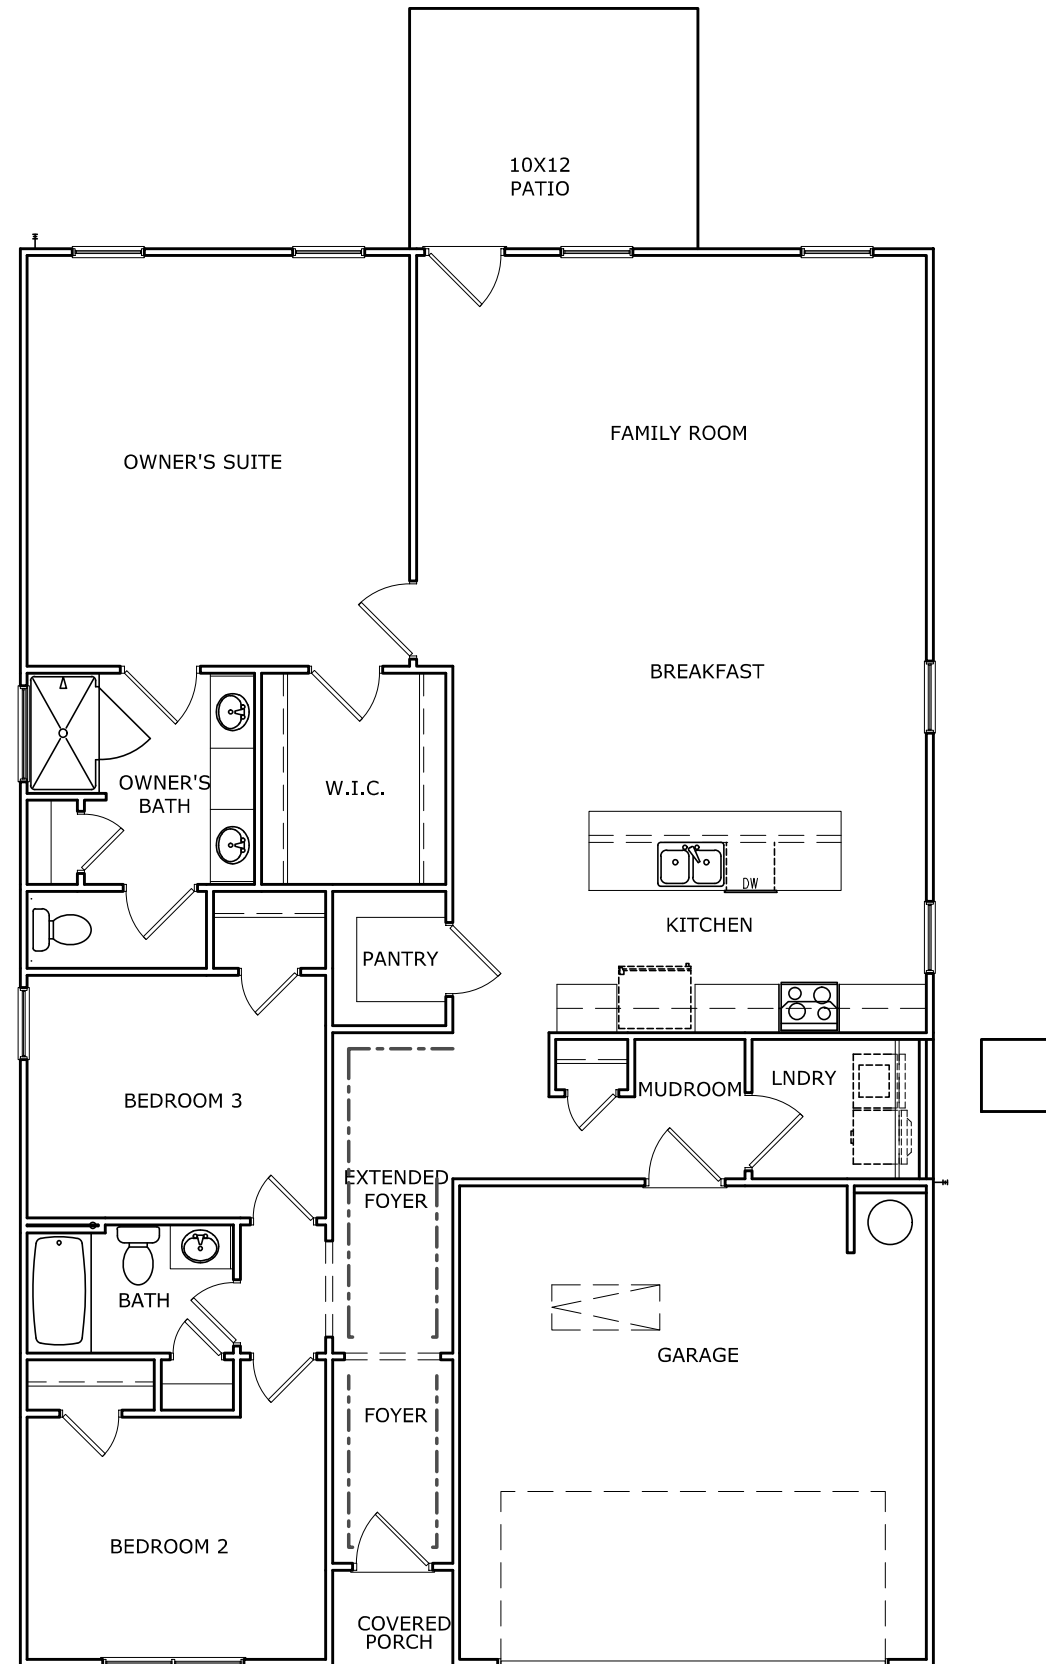 10X12
PATIO
FAMILY ROOM
OWNER'S SUITE
BREAKFAST
OWNER'S
BATH
W.I.C.
DW
KITCHEN
PANTRY
LNDRY
MUDROOM
BEDROOM 3
EXTENDED
FOYER
BATH
GARAGE
FOYER
BEDROOM 2
COVERED
PORCH